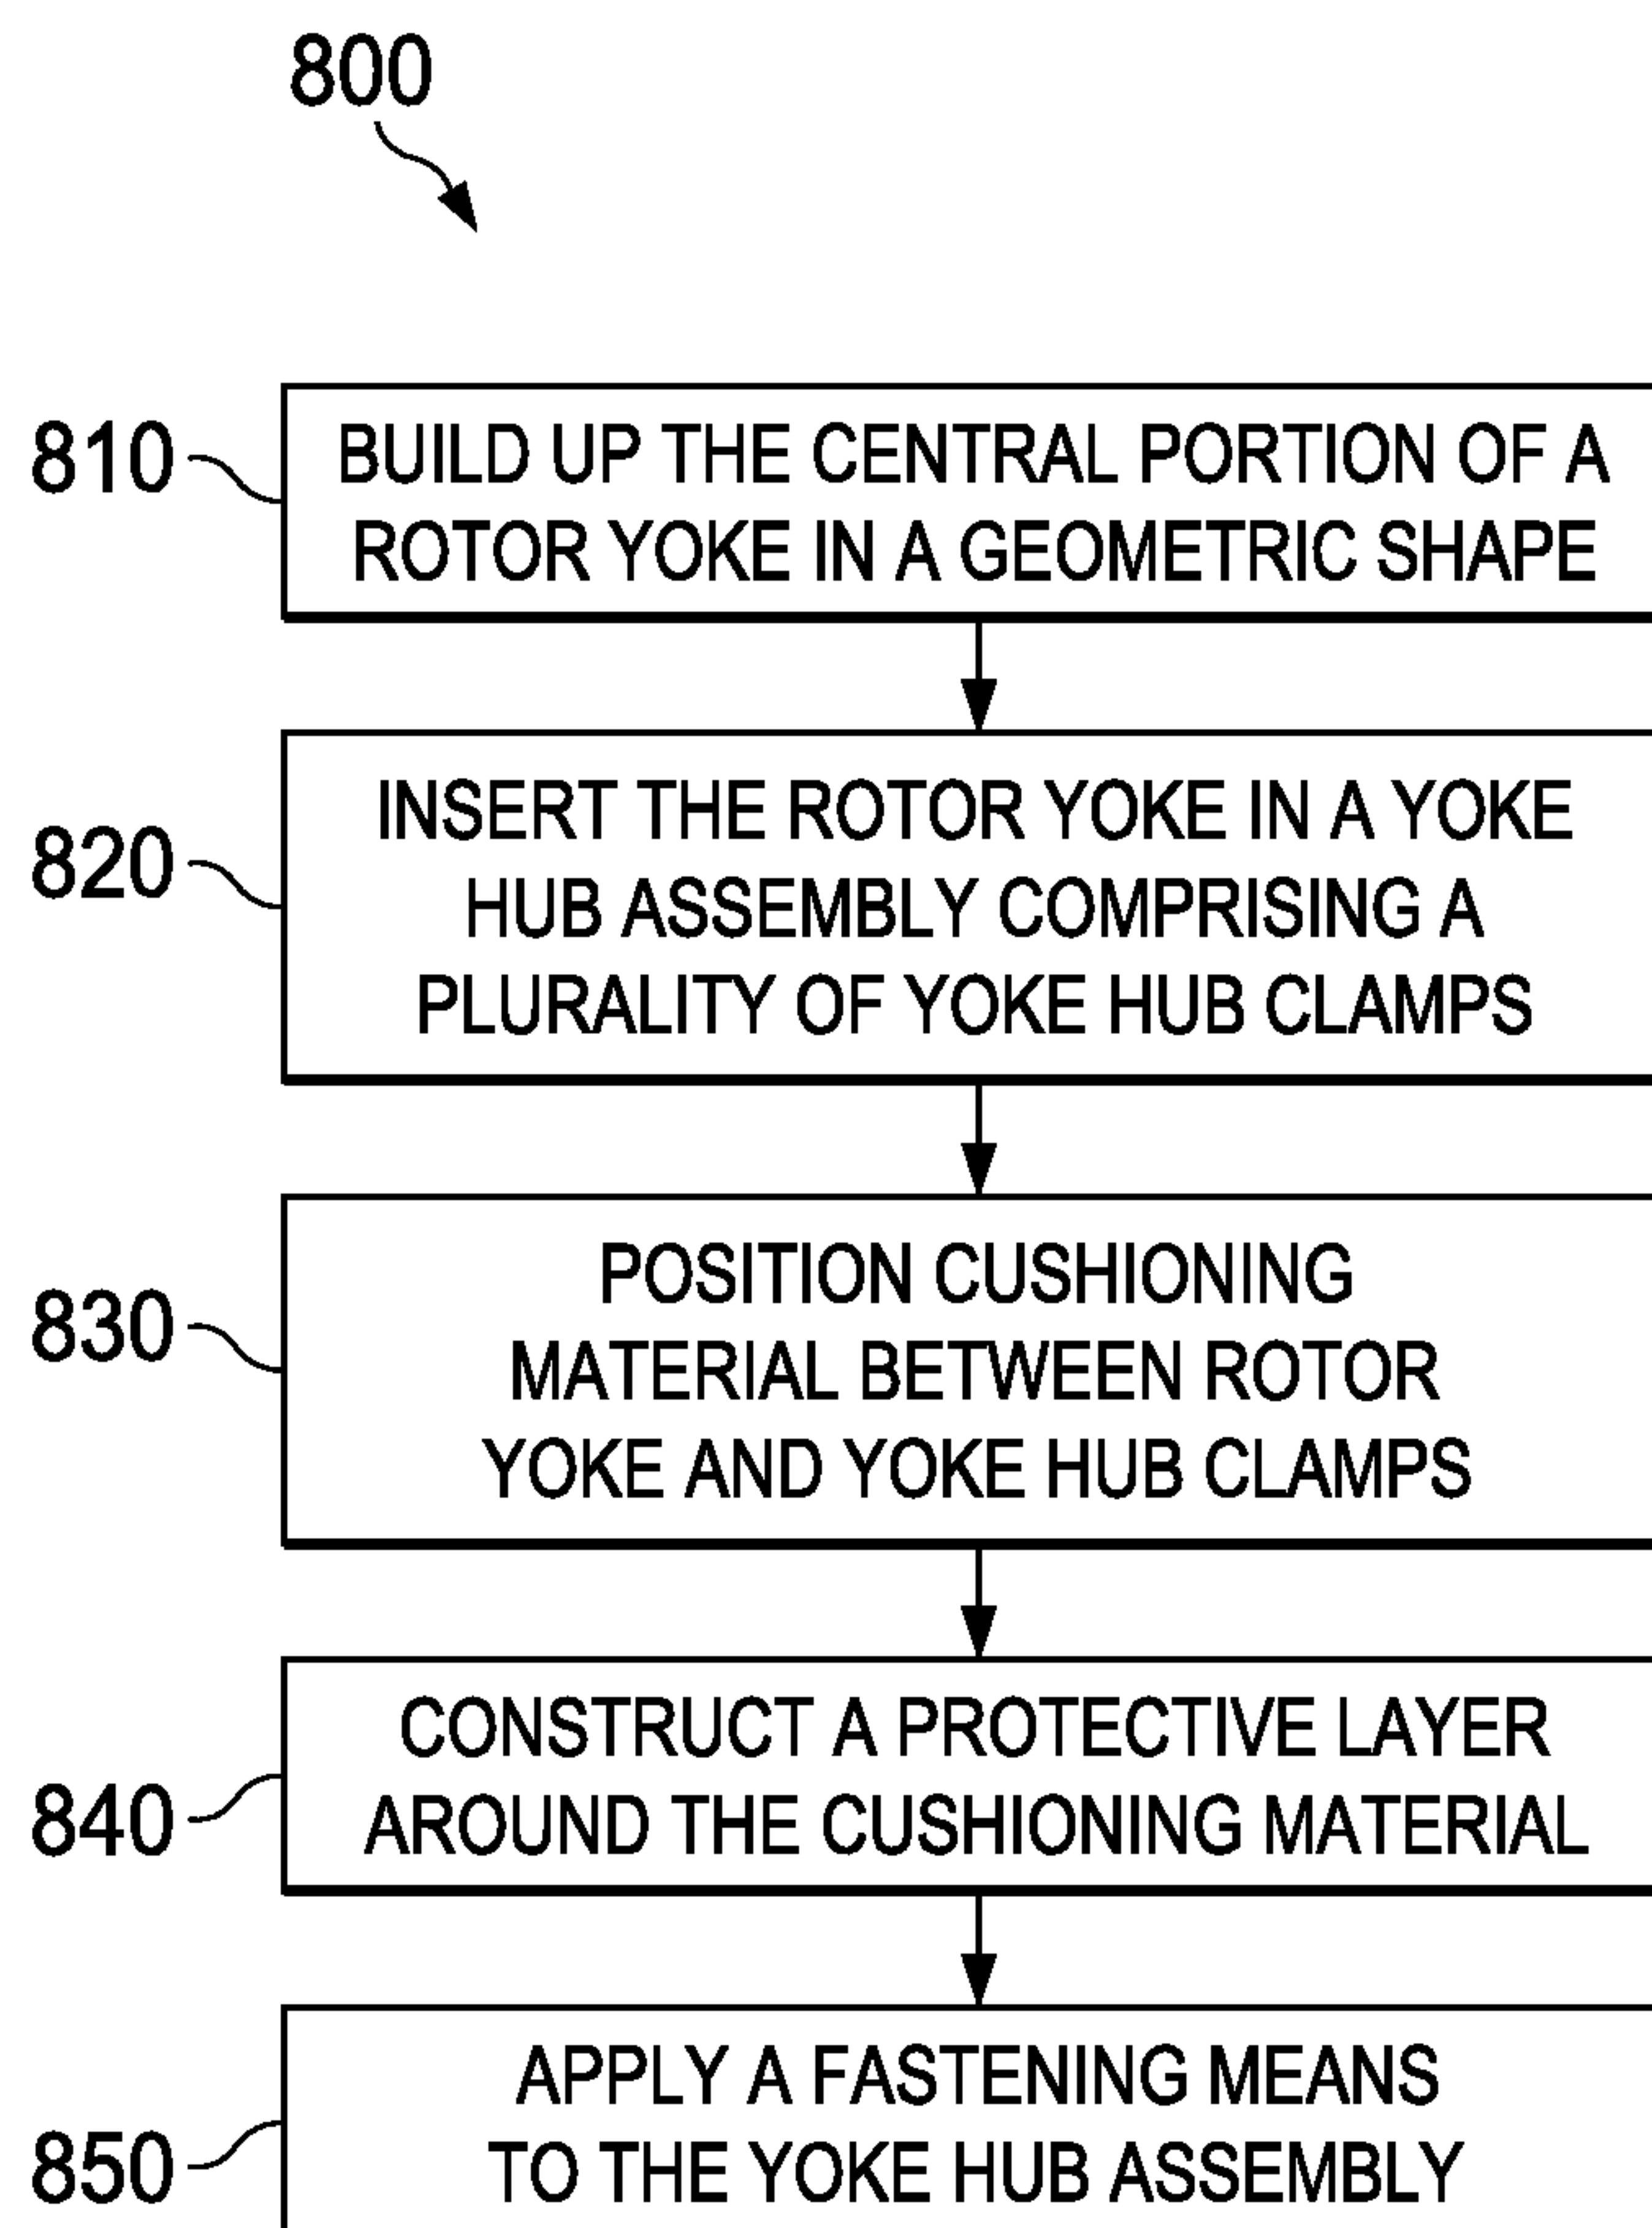 800
810
BUILD UP THE CENTRAL PORTION OF A
ROTOR YOKE IN A GEOMETRIC SHAPE
820
INSERT THE ROTOR YOKE IN A YOKE
HUB ASSEMBLY COMPRISING A
PLURALITY OF YOKE HUB CLAMPS
830
POSITION CUSHIONING
MATERIAL BETWEEN ROTOR
YOKE AND YOKE HUB CLAMPS
840
CONSTRUCT A PROTECTIVE LAYER
AROUND THE CUSHIONING MATERIAL
850
APPLY A FASTENING MEANS
TO THE YOKE HUB ASSEMBLY